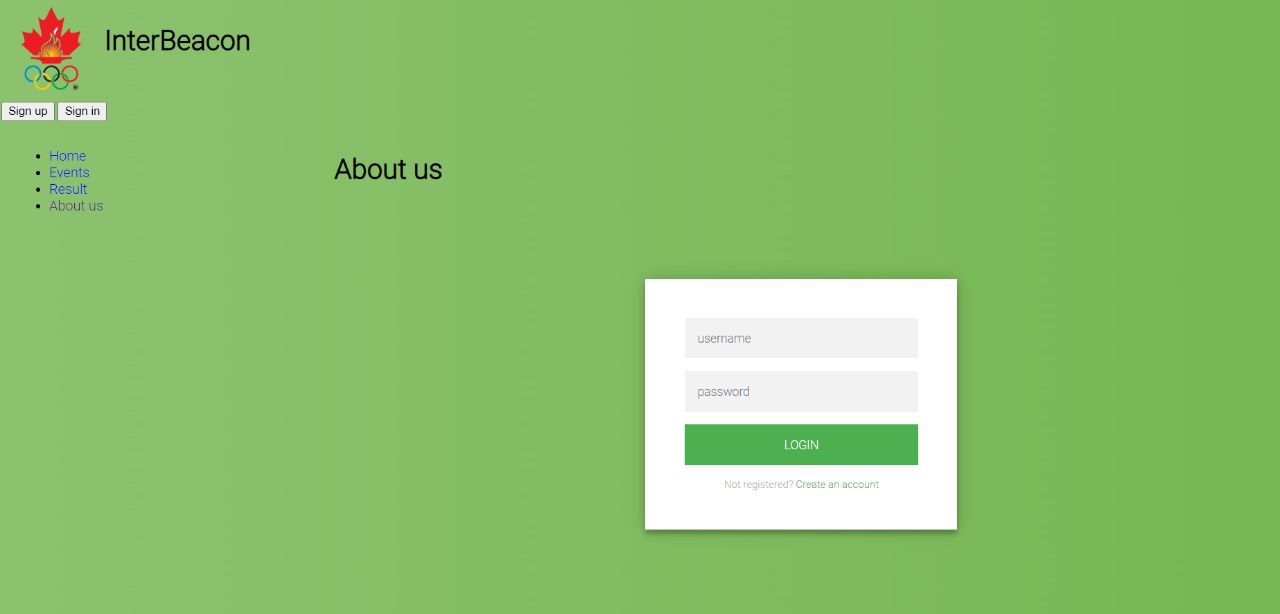 InterBeacon
Sign up Sign in
Home
Events
Result
About us
About us
username
password
LOGIN
Not registered? Create an account